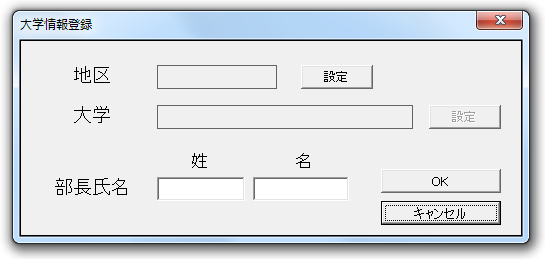 大学情報登録
地区 設定
大学 設定
姓 名
部長氏名
OK
キャンセル